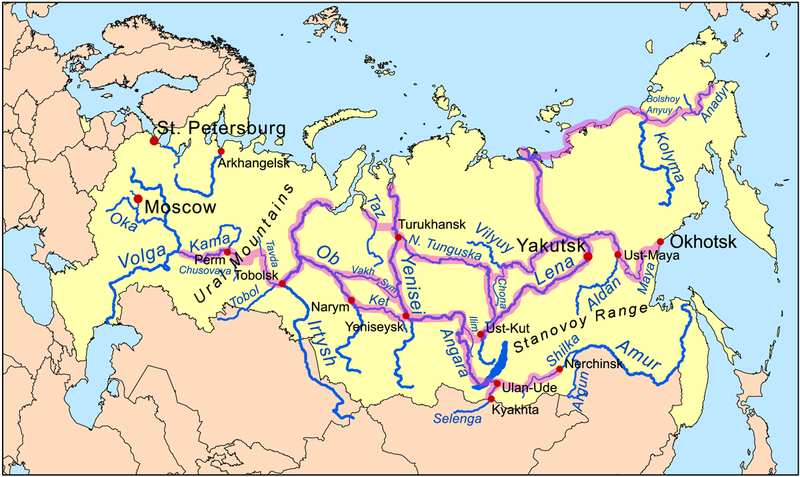 Bolshoy
Anyuy
Anadyr
St. Petersburg
Arkhangelsk
Kolyma
Moscow
Oka
Taz
Turukhansk
Vilyuy
Yakutsk
Okhotsk
Kama
Ural Mountains
N. Tunguska
Volga
Perm
Chusovaya
Tavda
Ob
Ust-Maya
Tobolsk
Vakh
Sym
Yenisei
Chona
Lena
Aldan
Maya
Tobol
Narym
Ket
Yeniseysk
Ilim
Ust-Kut
Stanovoy Range
Irtysh
Angara
Shilka
Amur
Nerchinsk
Argun
Ulan-Ude
Kyakhta
Selenga